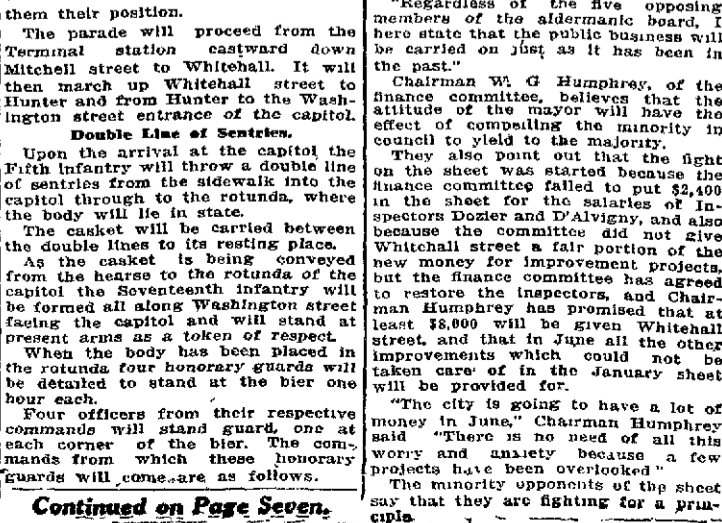 them their position.
The parade will proceed from the
Terminal station eastward down
Mitchell street to Whitehall. It will
then march up Whitehall street to
Hunter and from Hunter to the Wash-
ington street entrance of the capitol.
Double Line of Sentries.
Upon the arrival at the capitol the
Fifth infantry will throw a double line
of sentries from the sidewalk into the
capitol through to the rotunda, where
the body will lie in state.
The casket will be carried between
the double lines to its resting place.
As the casket is being conveyed
from the hearse to the rotunda of the
capitol the Seventeenth infantry will
be formed all along Washington street
facing the capitol and will stand at
present arms as a token of respect.
When the body has been placed in
the rotunda four honorary guards will
be detailed to stand at the bier one
hour each.
Four officers from their respective
commands will stand guard, one at
each corner of the bier. The com-
mands from which these honorary
guards will come are as follows.
Continued on Page Seven.
"Regardless of the five opposing
members of the aldermanic board, I
here state that the public business will
be carried on just as it has been in
the past."
Chairman W. G Humphrey, of the
finance committee, believes that the
attitude of the mayor will have the
effect of compelling the minority in
council to yield to the majority.
They also point out that the fight
on the sheet was started because the
finance committee failed to put $2,400
in the sheet for the salaries of In-
spectors Dozier and D'Alvigny, and also
because the committee did not give
Whitehall street a fair portion of the
new money for improvement projects,
but the finance committee has agreed
to restore the inspectors, and Chair-
man Humphrey has promised that at
least $8,000 will be given Whitehall
street, and that in June all the other
improvements which could not be
taken care of in the January sheet
will be provided for.
"The city is going to have a lot of
money in June," Chairman Humphrey
said "There is no need of all this
worry and anxiety because a few
projects have been overlooked"
The minority opponents of the sheet
say that they are fighting for a prin-
ciple